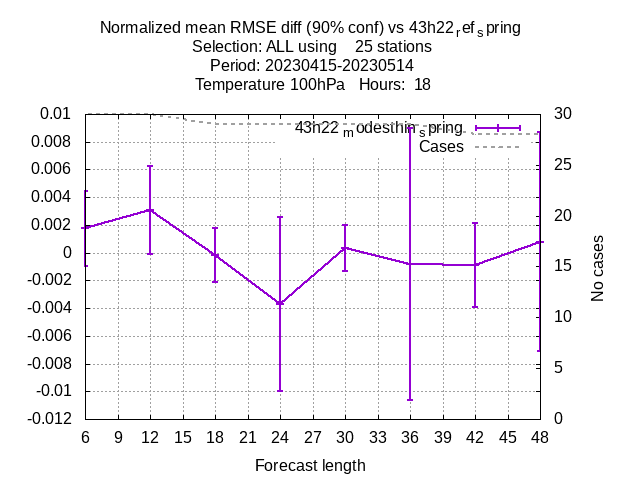 Normalized mean RMSE diff (90% conf) vs 43h22refspring
Selection: ALL using    25 stations
Period: 20230415-20230514
Temperature 100hPa   Hours:  18
43h22modesthinspring
Cases
0.01
0.008
0.006
0.004
0.002
0
-0.002
-0.004
-0.006
-0.008
-0.01
-0.012
30
25
20
15
10
5
0
No cases
6 9 12 15 18 21 24 27 30 33 36 39 42 45 48
Forecast length